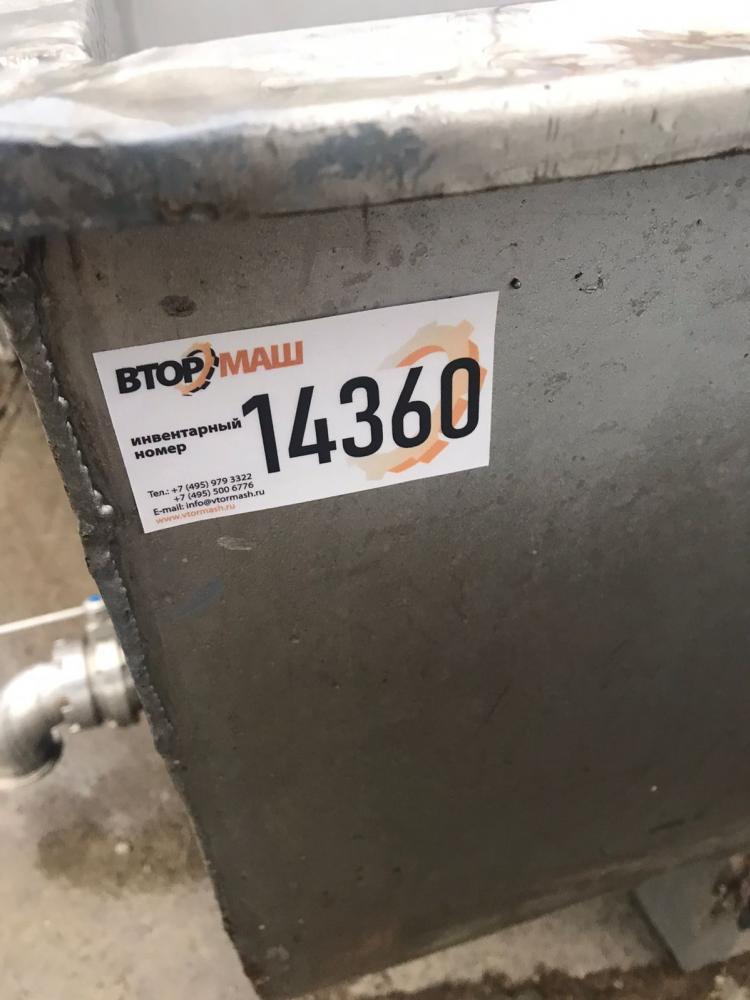 ВТОРМАШ
инвентарный
номер
14360
Тел.: +7 (495) 979 3322
+7 (495) 500 6776
E-mail: info@vtormash.ru
www.vtormash.ru